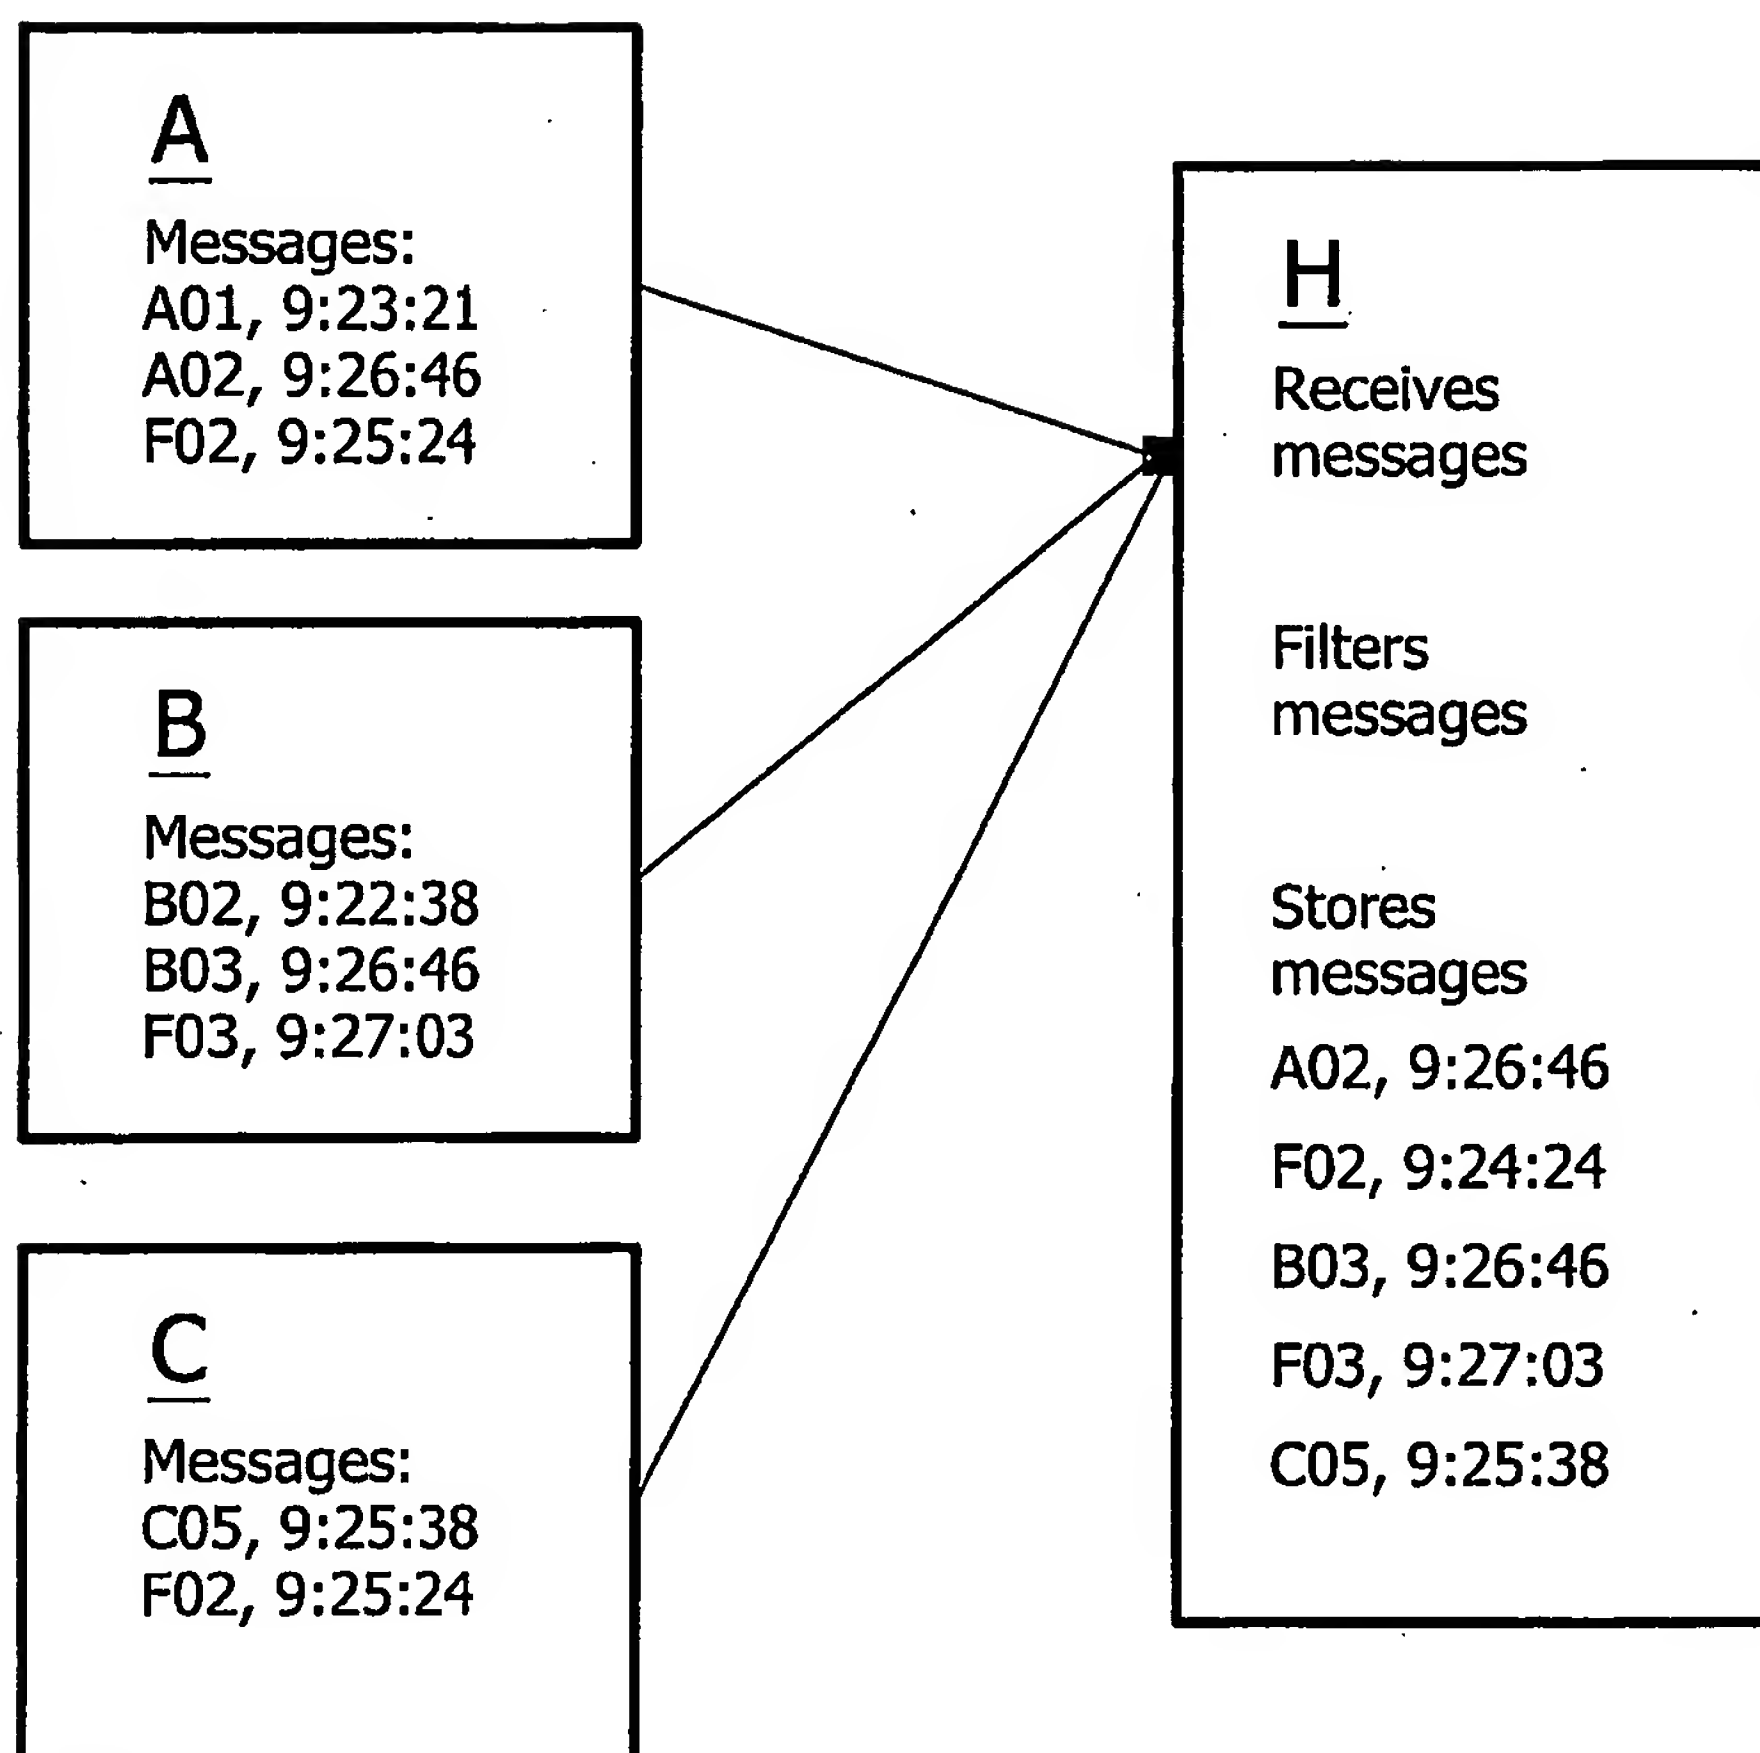 A
Messages:
A01, 9:23:21
A02, 9:26:46
F02, 9:25:24
B
Messages:
B02, 9:22:38
B03, 9:26:46
F03, 9:27:03
C
Messages:
C05, 9:25:38
F02, 9:25:24
H
Receives
messages
Filters
messages
Stores
messages
A02, 9:26:46
F02, 9:24:24
B03, 9:26:46
F03, 9:27:03
C05, 9:25:38